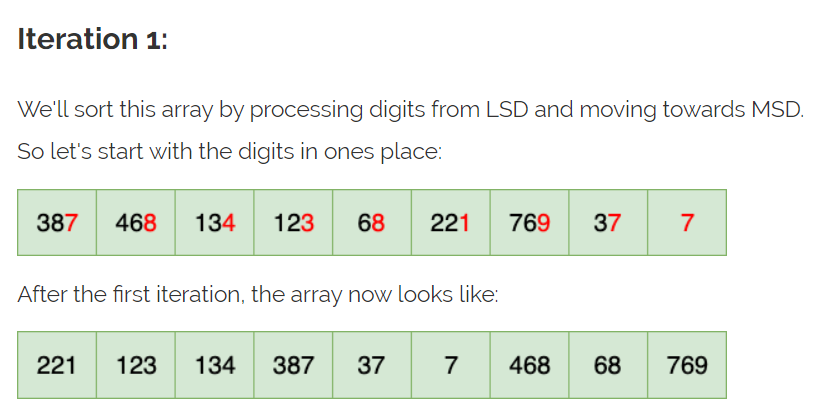 Iteration 1:
We'll sort this array by processing digits from LSD and moving towards MSD.
So let's start with the digits in ones place:
387 468 134 123 68 221 769 37 7
After the first iteration, the array now looks like:
221 123 134 387 37 7 468 68 769